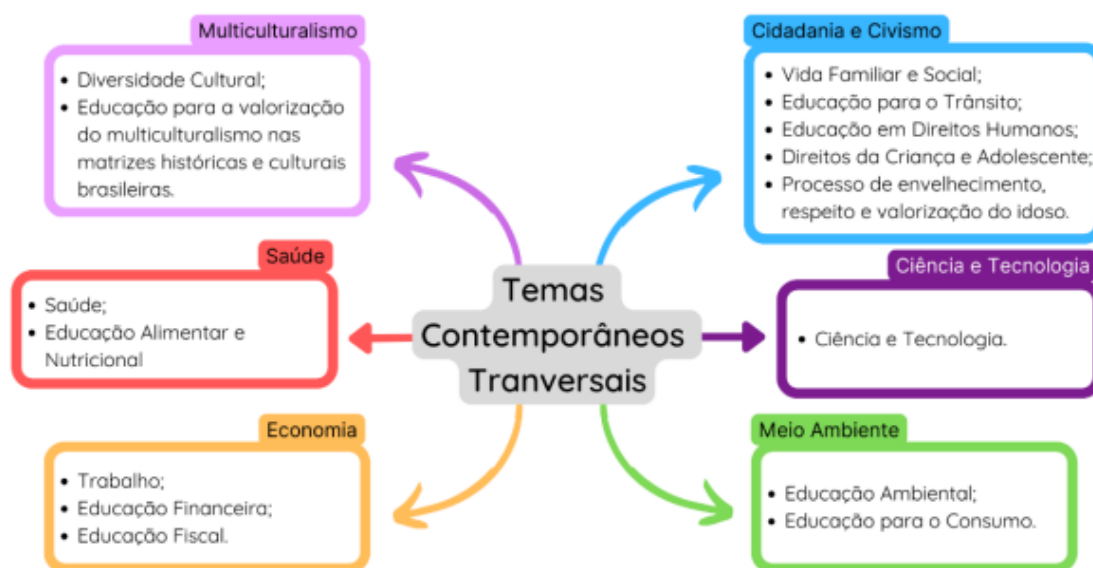 Multiculturalismo
• Diversidade Cultural;
• Educação para a valorização
do multiculturalismo nas
matrizes históricas e culturais
brasileiras.
Cidadania e Civismo
• Vida Familiar e Social;
• Educação para o Trânsito;
• Educação em Direitos Humanos;
• Direitos da Criança e Adolescente;
• Processo de envelhecimento,
respeito e valorização do idoso.
Saúde
• Saúde;
• Educação Alimentar e
Nutricional
Temas
Contemporâneos
Tranversais
Ciência e Tecnologia
• Ciência e Tecnologia.
Economia
• Trabalho;
• Educação Financeira;
• Educação Fiscal.
Meio Ambiente
• Educação Ambiental;
• Educação para o Consumo.